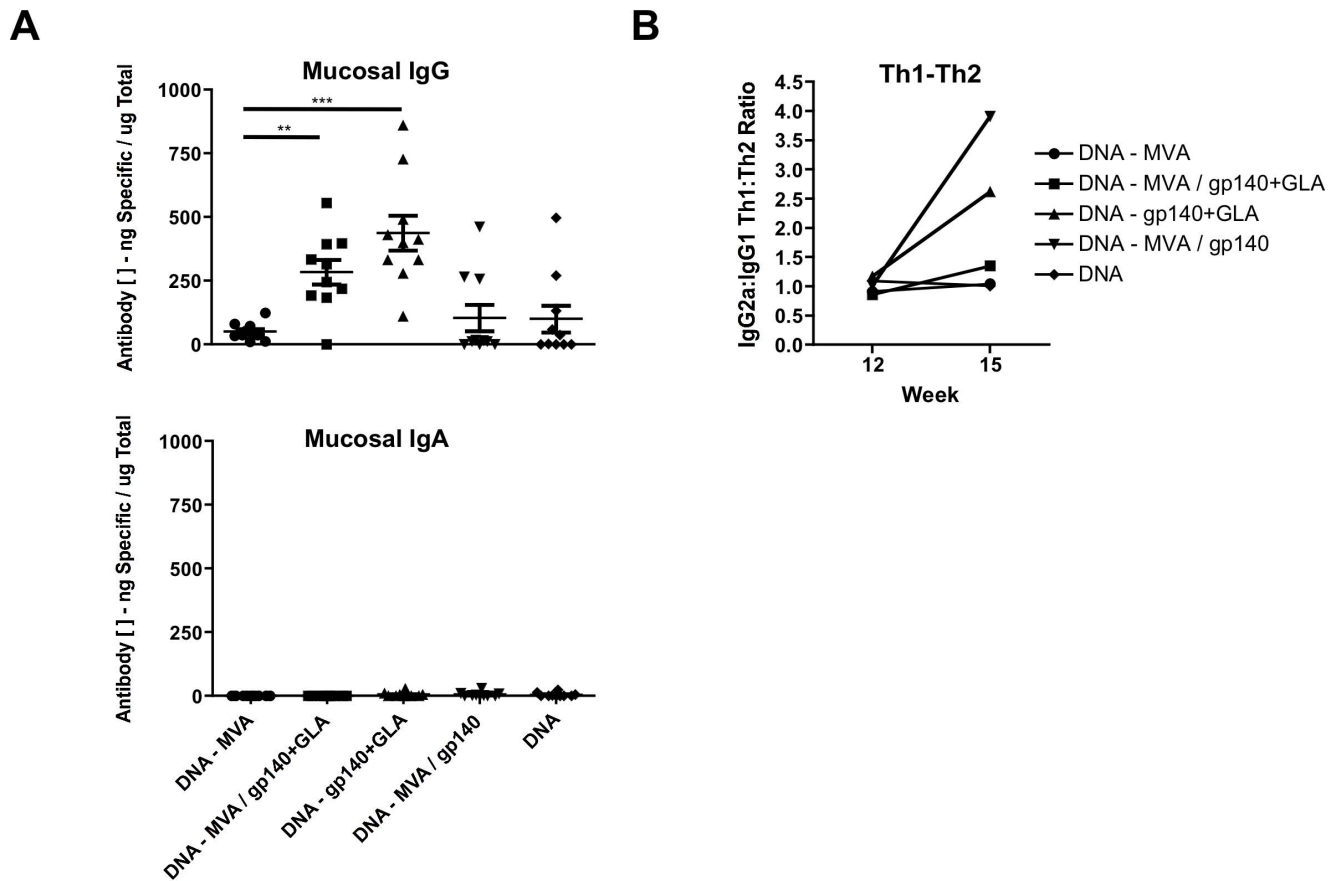 A
Mucosal IgG
Antibody [ ] - ng Specific / ug Total
1000
750
500
250
0
***
**
Mucosal IgA
Antibody [ ] - ng Specific / ug Total
1000
750
500
250
0
DNA - MVA
DNA - MVA / gp140+GLA
DNA - gp140+GLA
DNA - MVA / gp140
DNA
B
Th1-Th2
IgG2a:IgG1 Th1:Th2 Ratio
4.5
4.0
3.5
3.0
2.5
2.0
1.5
1.0
0.5
0.0
12
15
Week
DNA - MVA
DNA - MVA / gp140+GLA
DNA - gp140+GLA
DNA - MVA / gp140
DNA